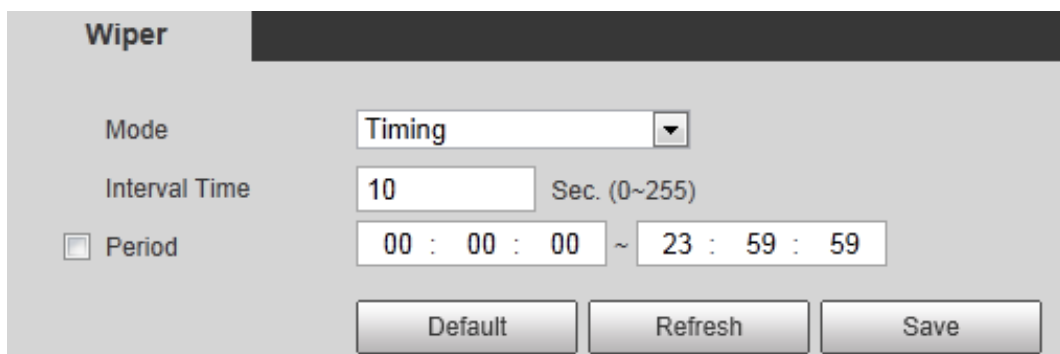 Wiper
Mode Timing
Interval Time 10 Sec. (0~255)
Period 00 : 00 : 00 ~ 23 : 59 : 59
Default Refresh Save